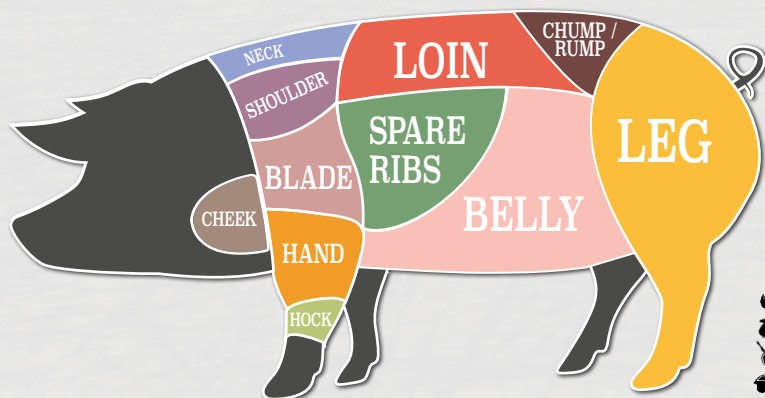 NECK
SHOULDER
BLADE
CHEEK
HAND
HOCK
LOIN
SPARE
RIBS
BELLY
CHUMP /
RUMP
LEG